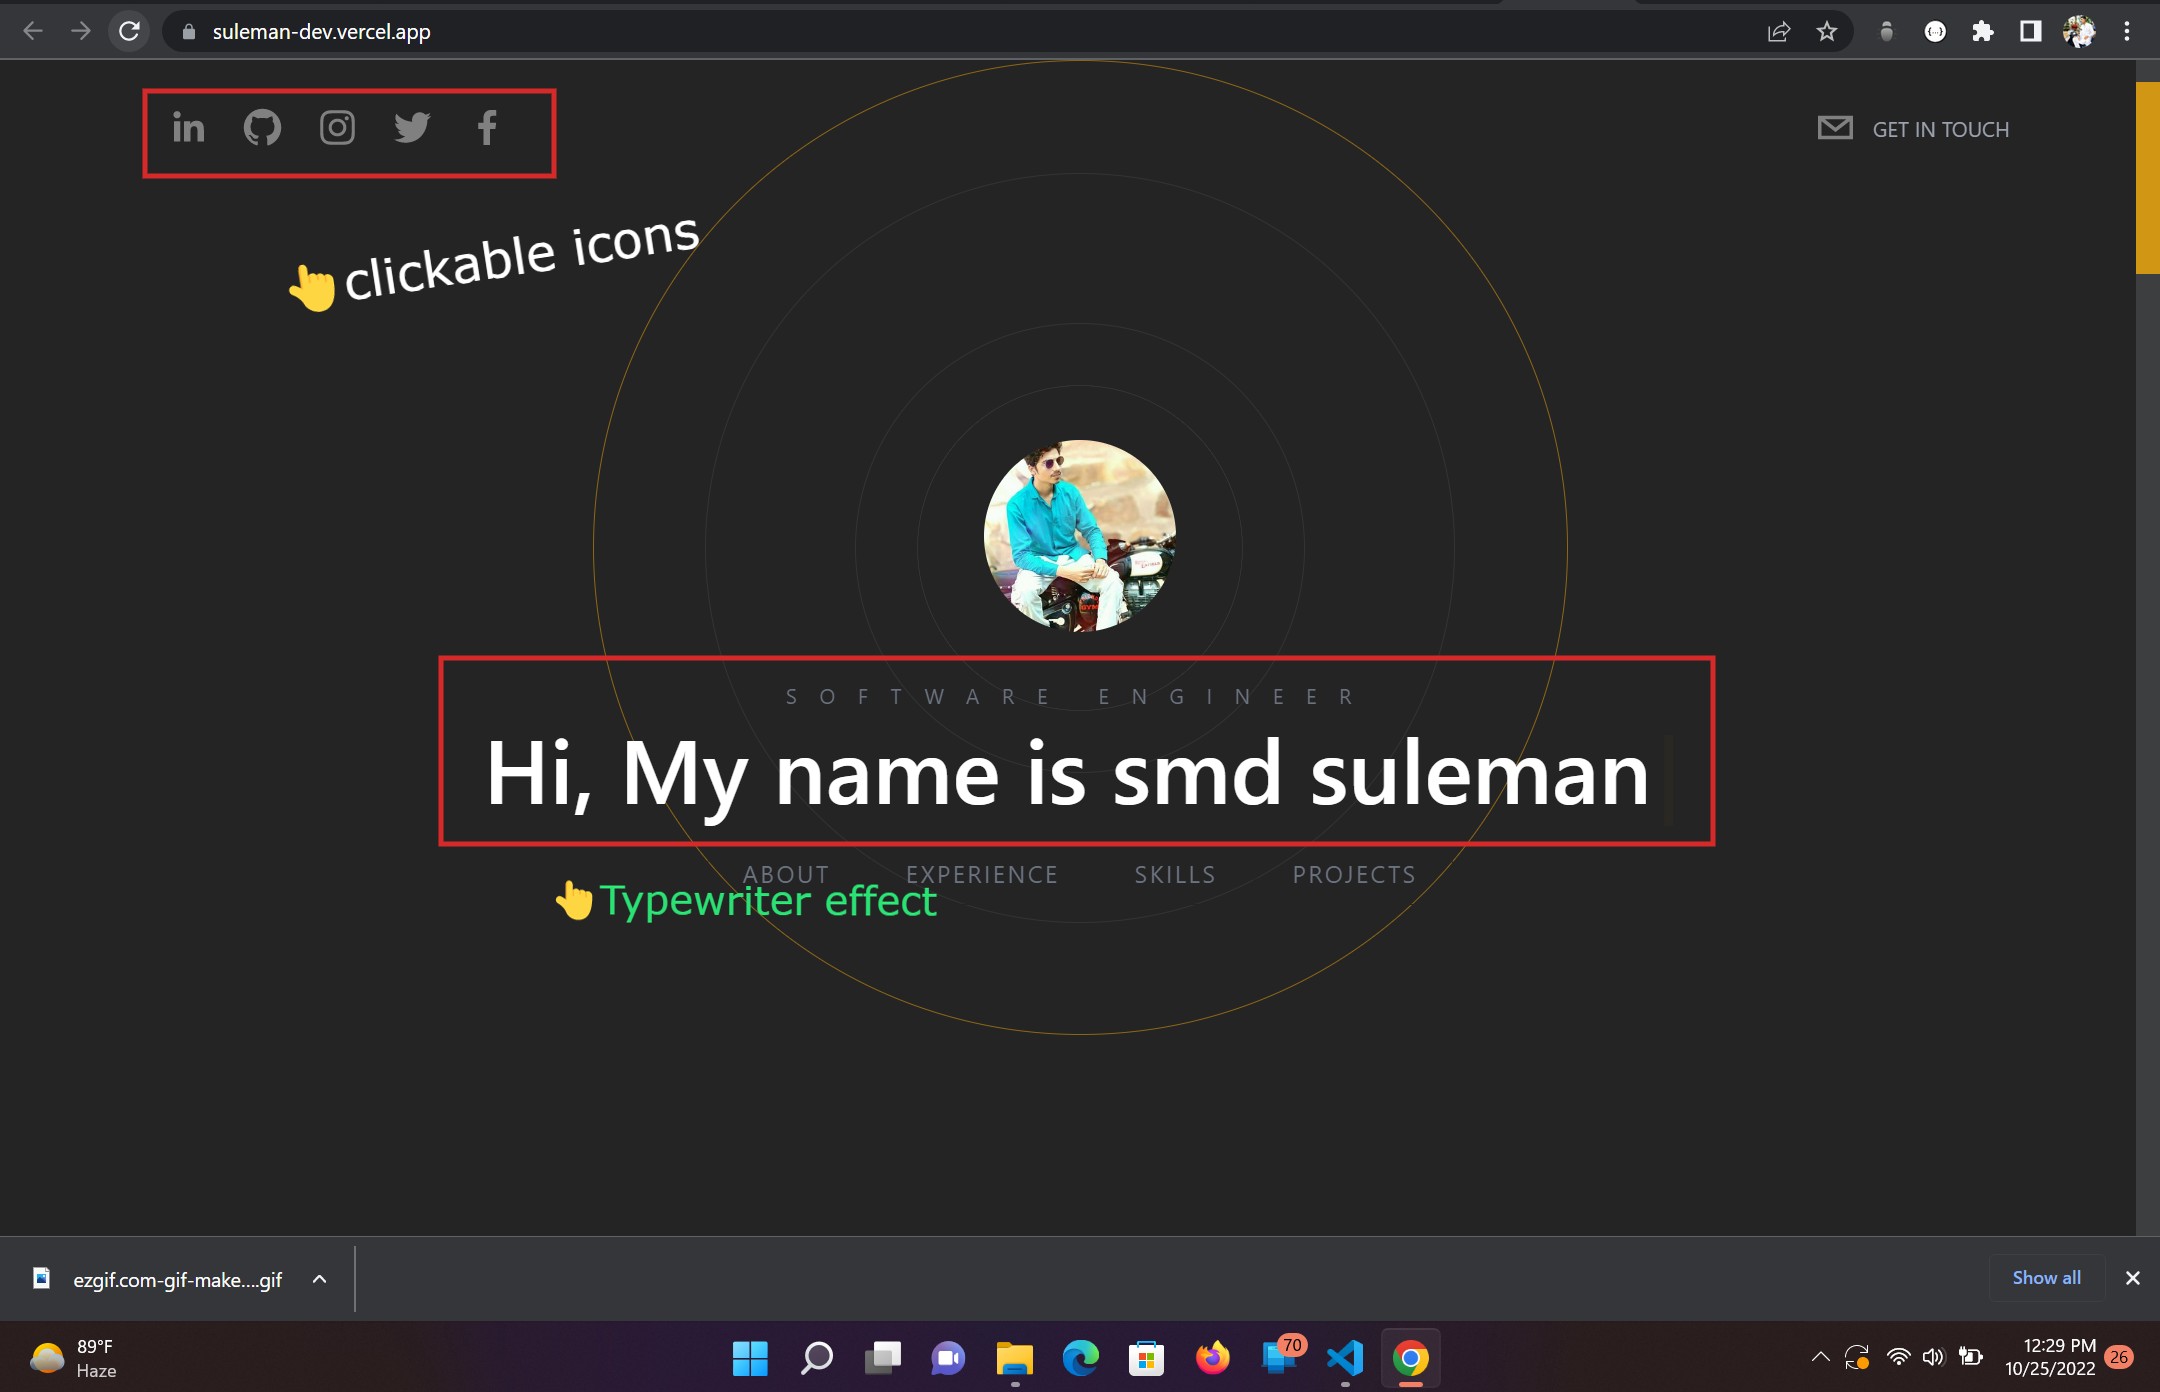 suleman-dev.vercel.app
in
GET IN TOUCH
clickable icons
SOFTWARE ENGINEER
Hi, My name is smd suleman
ABOUT EXPERIENCE SKILLS PROJECTS
Typewriter effect
ezgif.com-gif-make....gif
Show all
89°F
Haze
70
12:29 PM
10/25/2022
26